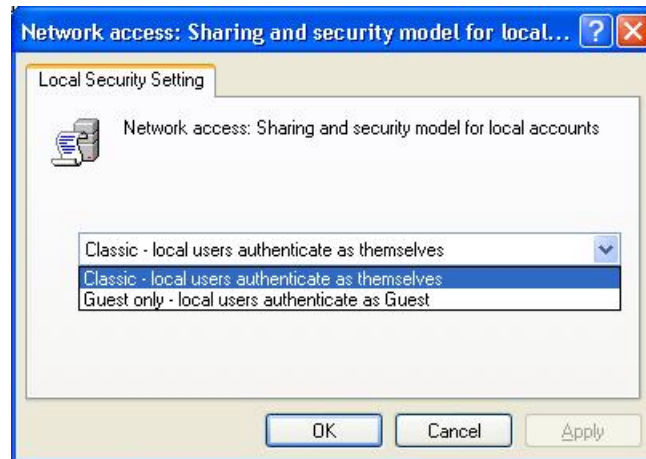 Network access: Sharing and security model for local...
Local Security Setting
Network access: Sharing and security model for local accounts
Classic - local users authenticate as themselves
Classic - local users authenticate as themselves
Guest only - local users authenticate as Guest
OK Cancel Apply